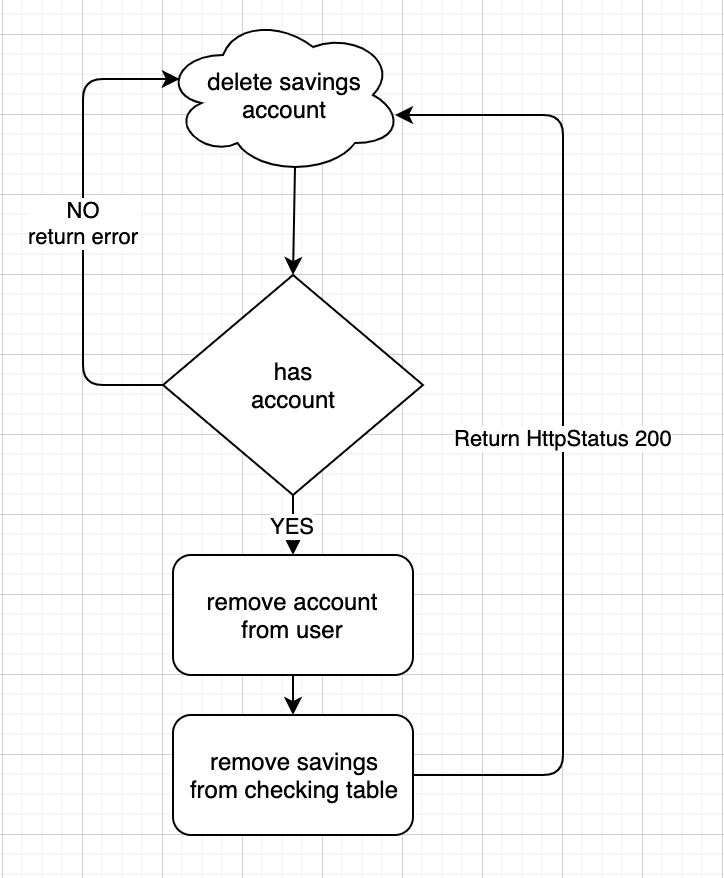 delete savings
account
NO
return error
has
account
Return HttpStatus 200
YES
remove account
from user
remove savings
from checking table